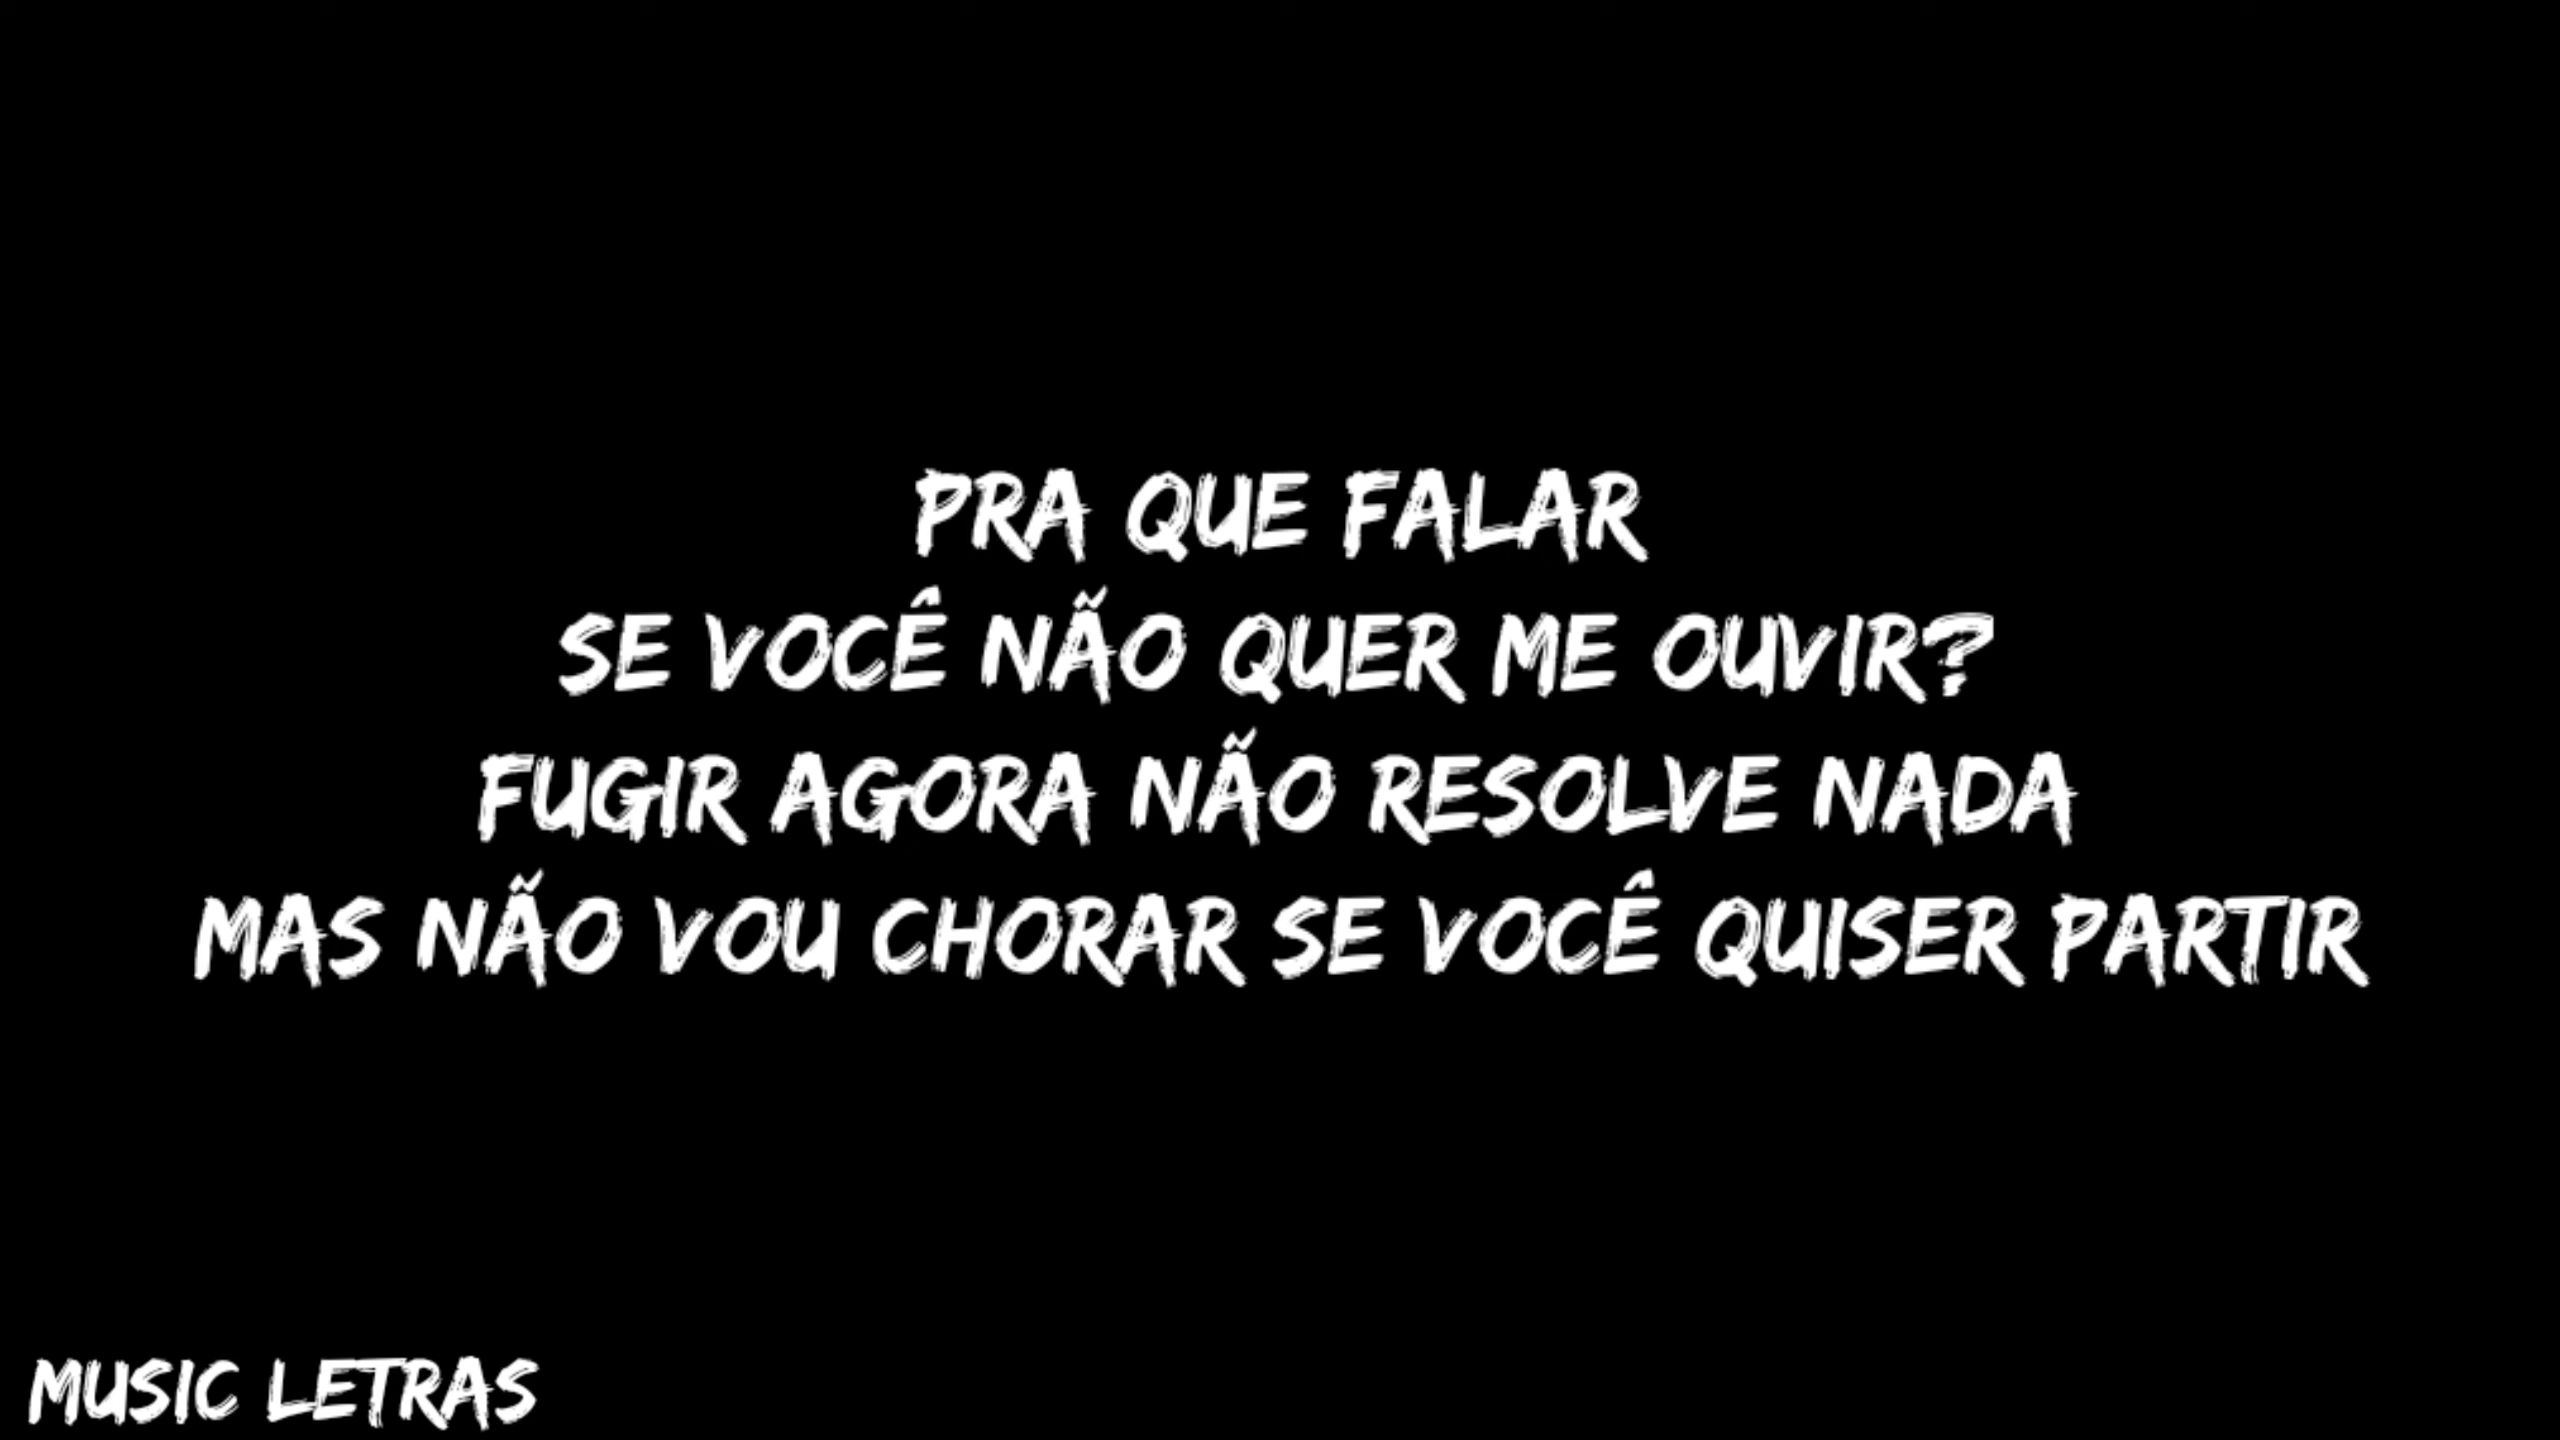 PRA QUE FALAR
SE VOCÊ NÃO QUER ME OUVIR?
FUGIR AGORA NÃO RESOLVE NADA
MAS NÃO VOU CHORAR SE VOCÊ QUISER PARTIR
MUSIC LETRAS